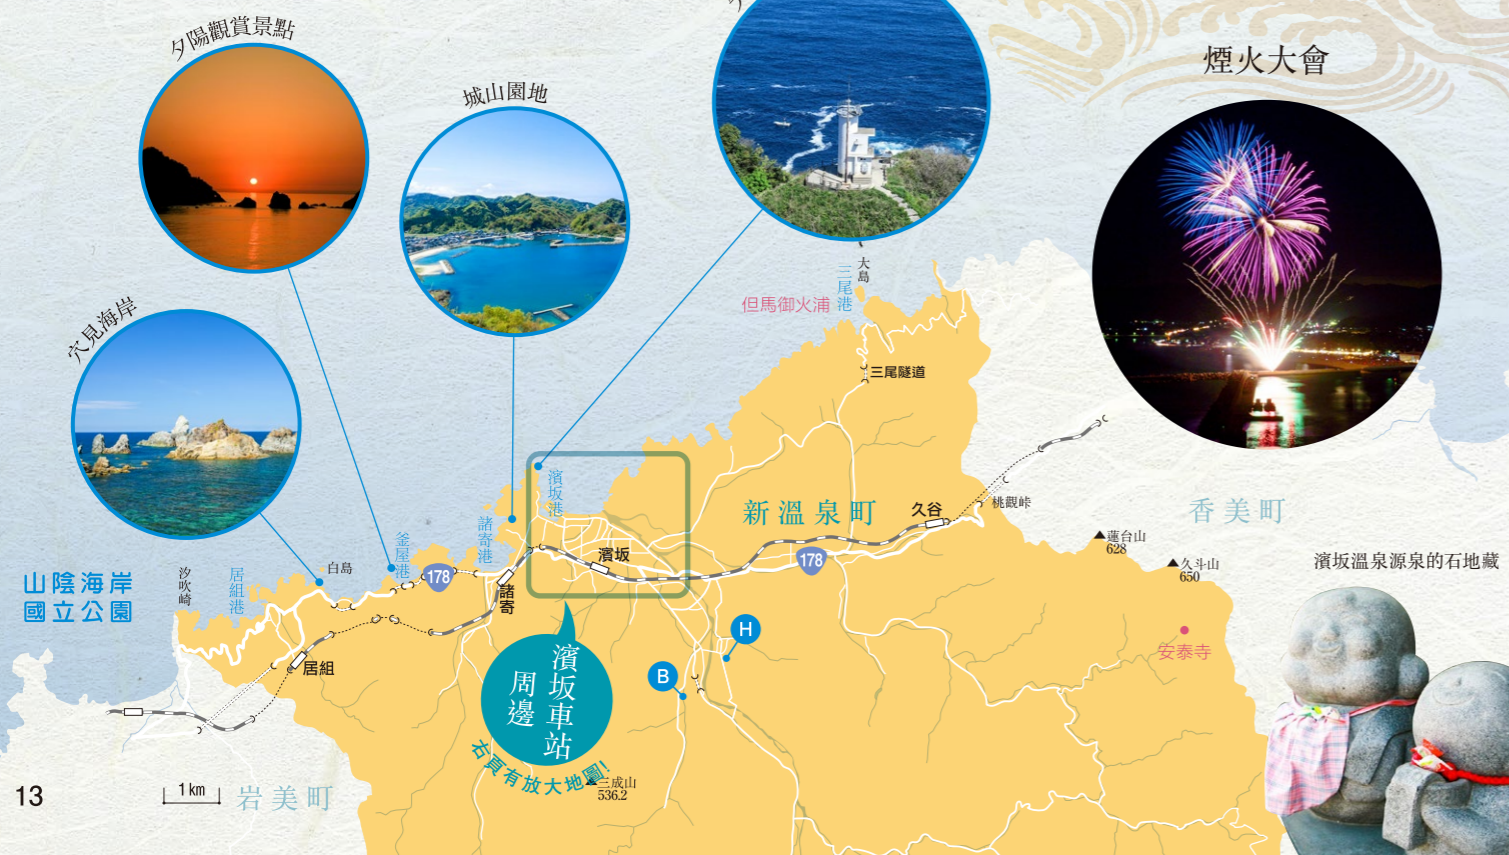 夕陽觀賞景點
城山園地
煙火大會
穴見海岸
大島
三尾港
但馬御火浦
三尾隧道
濱坂港
新溫泉町
久谷
桃觀峠
香美町
蓮台山
628
久斗山
650
濱坂溫泉源泉的石地藏
安泰寺
諸寄港
釜屋港
178
178
濱坂
諸寄
白島
居組港
汐吹崎
山陰海岸
國立公園
居組
H
B
濱坂車站
周邊
右頁有放大地圖!
三成山
536.2
13
1km
岩美町